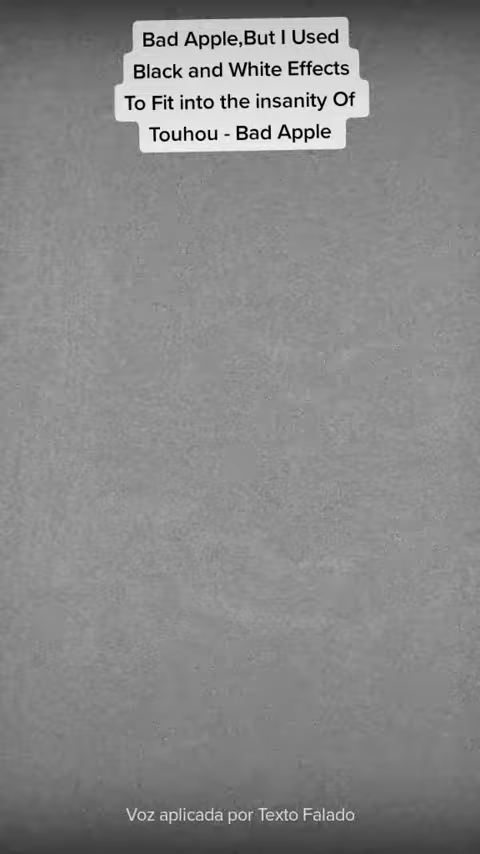 Bad Apple,But I Used
Black and White Effects
To Fit into the insanity Of
Touhou - Bad Apple
Voz aplicada por Texto Falado